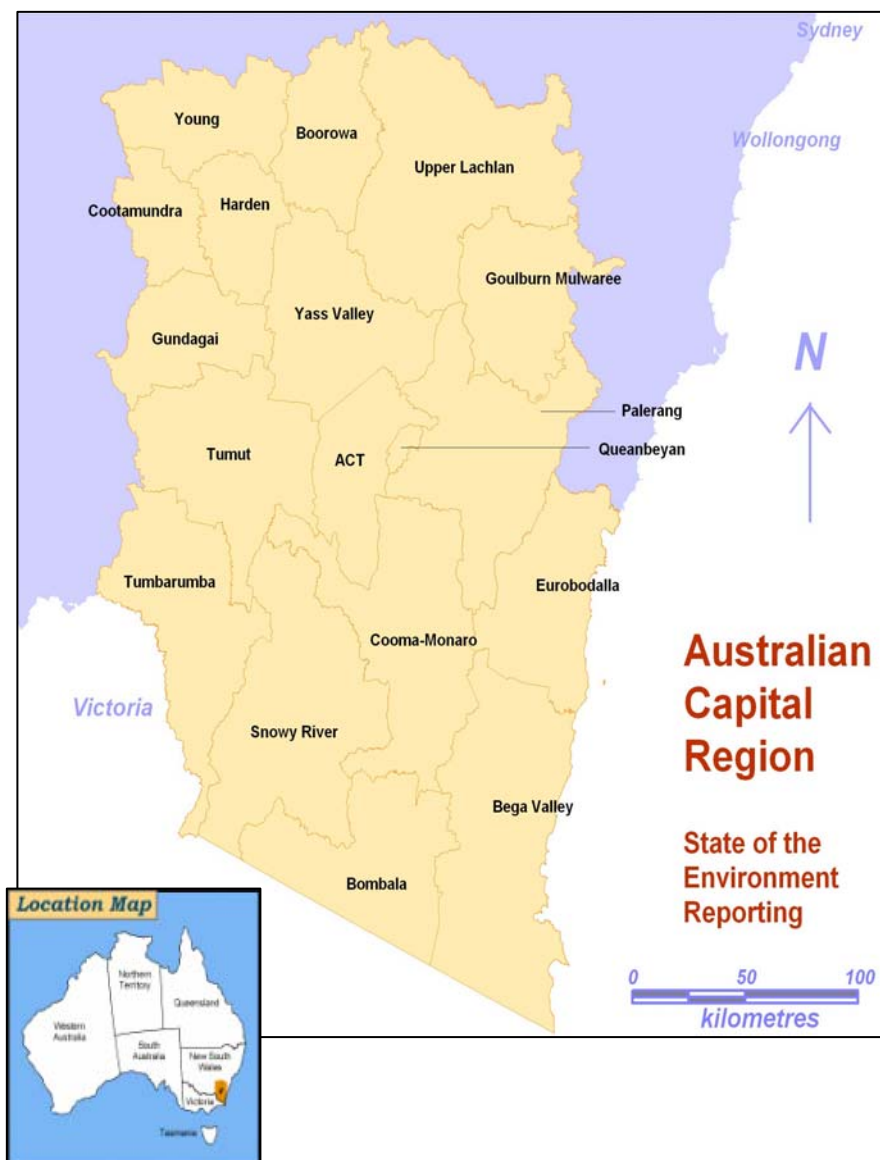 Sydney
Wollongong
Young
Boorowa
Upper Lachlan
Cootamundra
Harden
Goulburn Mulwaree
Yass Valley
Gundagai
N
Palerang
Queanbeyan
Tumut
ACT
Tumbarumba
Eurobodalla
Cooma-Monaro
Victoria
Snowy River
Bega Valley
Bombala
Australian
Capital
Region
State of the
Environment
Reporting
0 50 100
kilometres
Location Map
Northern
Territory
Queensland
Western
Australia
South
Australia
New South
Wales
Victoria
Tasmania